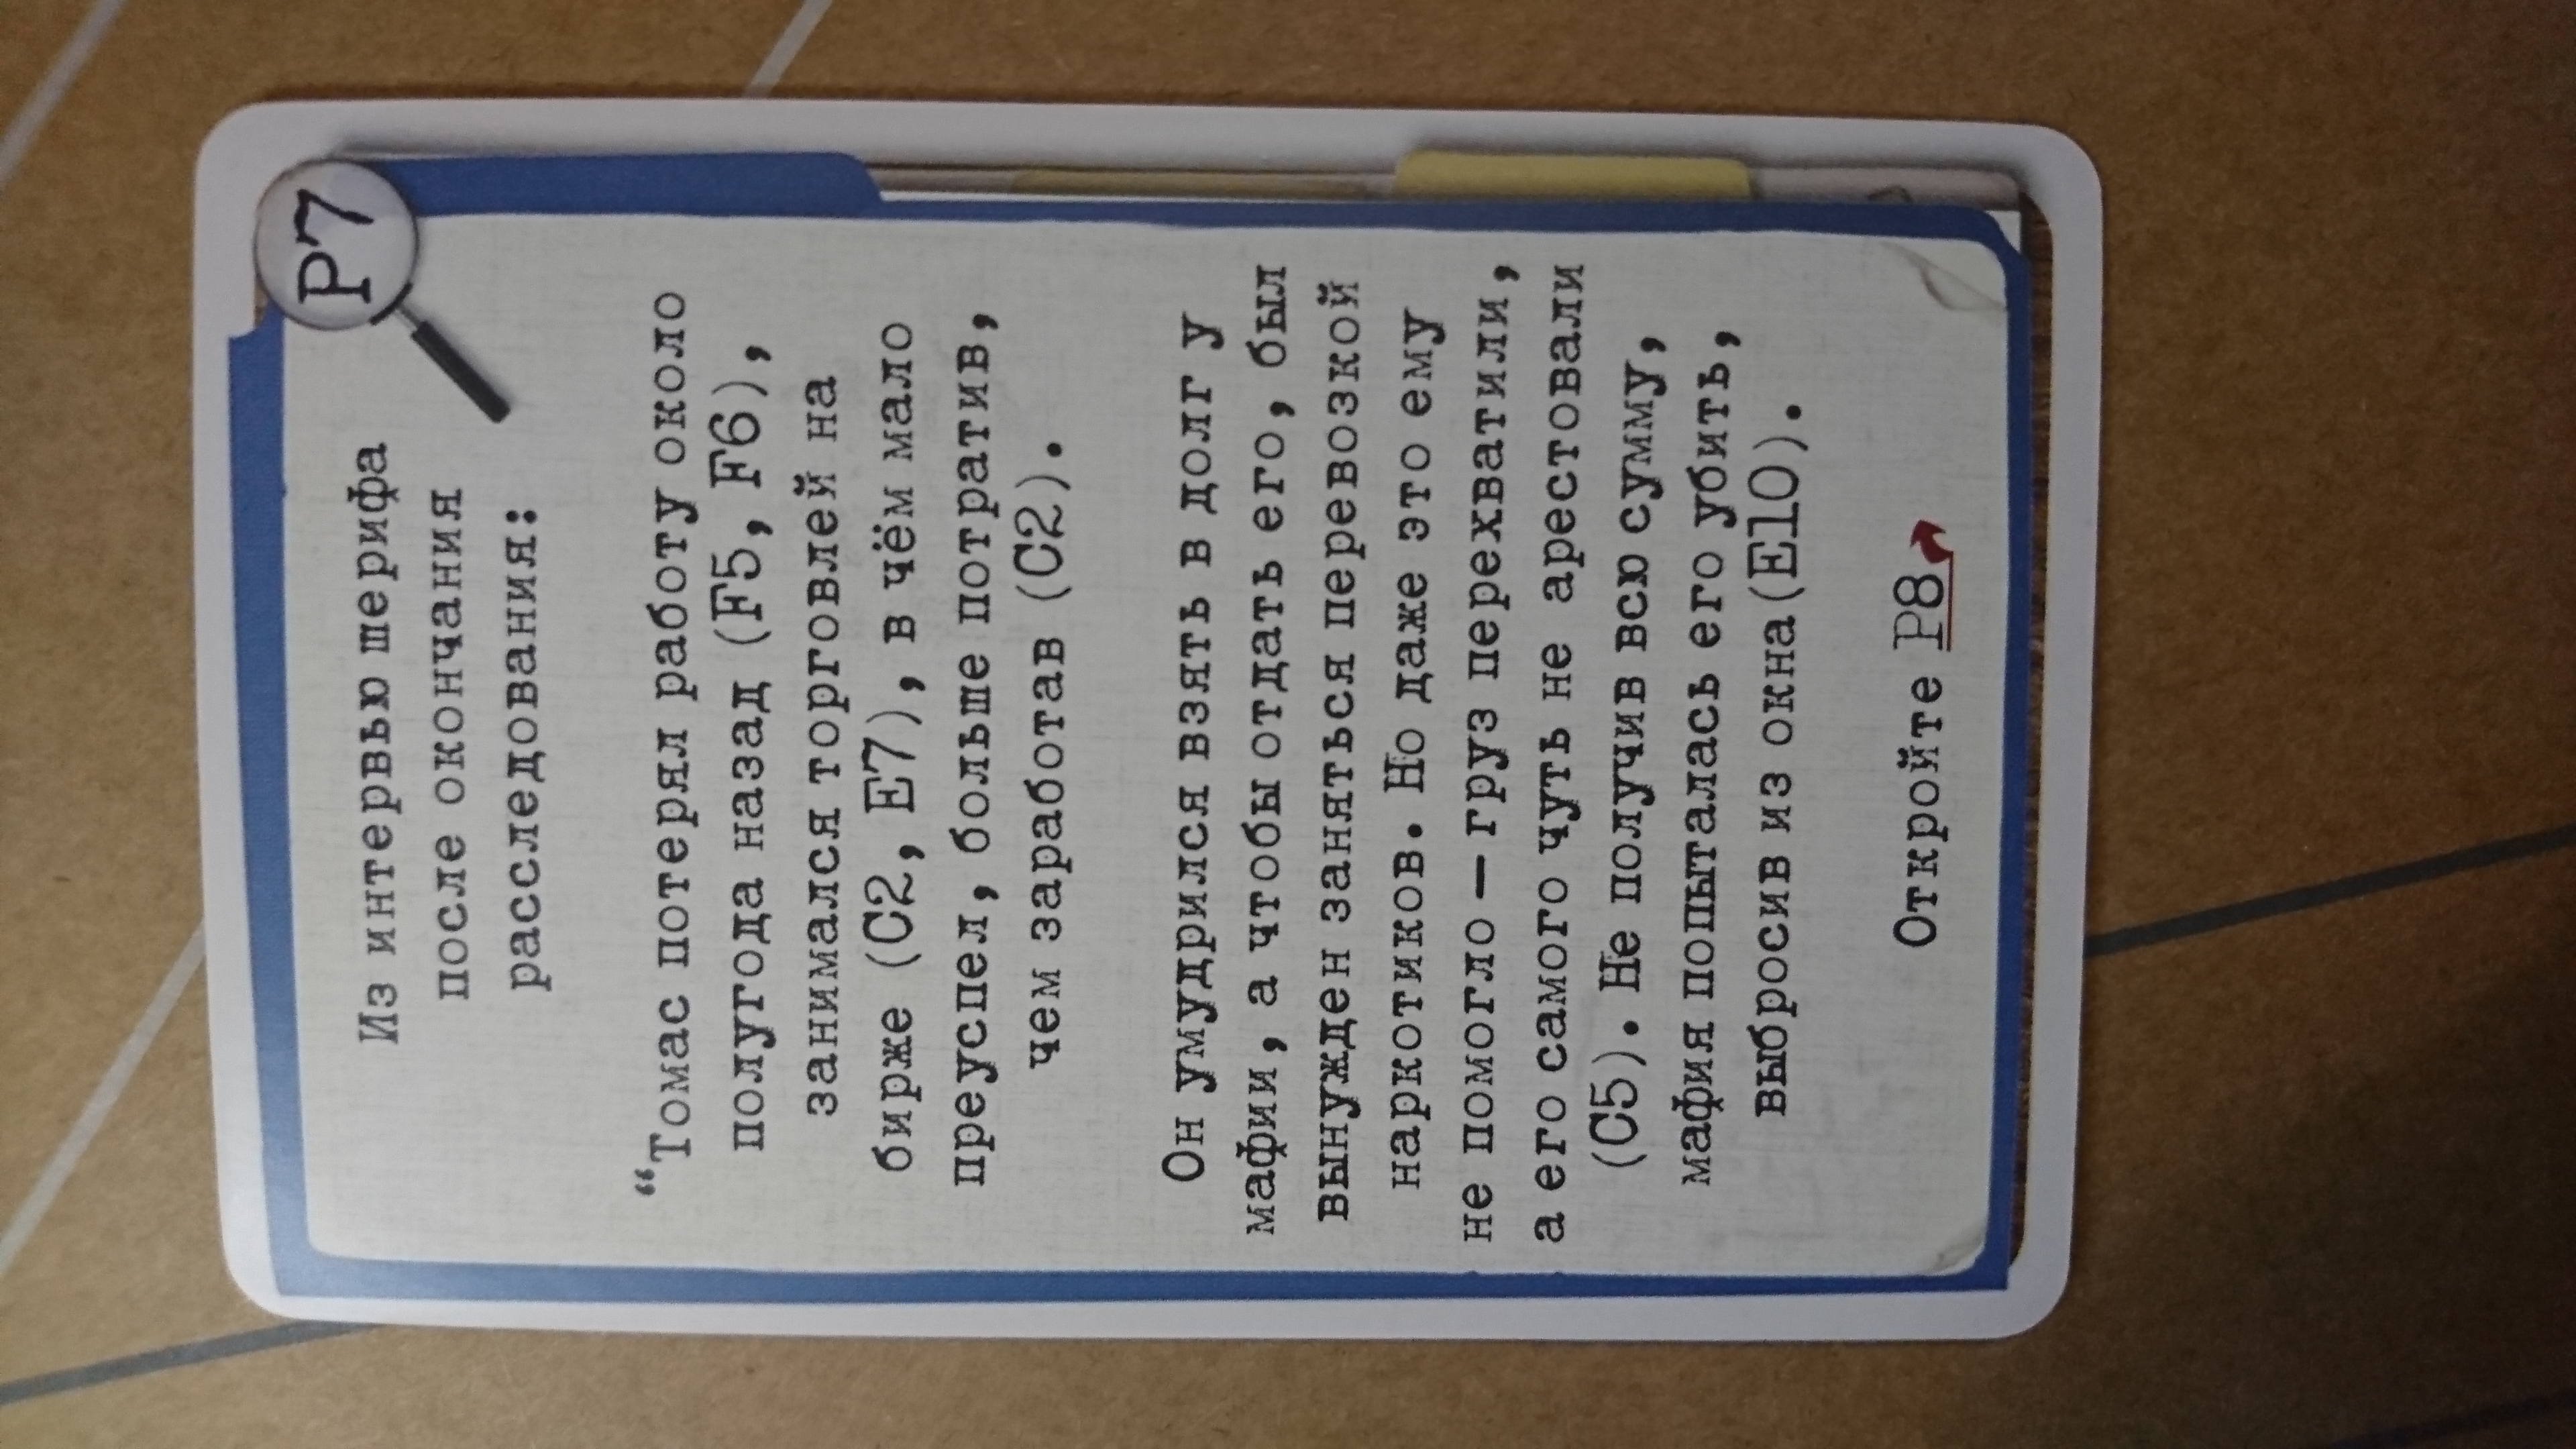 P7
Из интервью шерифа
после окончания
расследования:
“Томас потерял работу около
полугода назад (F5, F6),
занимался торговлей на
бирже (C2, E7), в чём мало
преуспел, больше потратив,
чем заработав (C2).
Он умудрился взять в долг у
мафии, а чтобы отдать его, был
вынужден заняться перевозкой
наркотиков. Но даже это ему
не помогло — груз перехватили,
а его самого чуть не арестовали
(C5). Не получив всю сумму,
мафия попыталась его убить,
выбросив из окна(E10).
Откройте P8